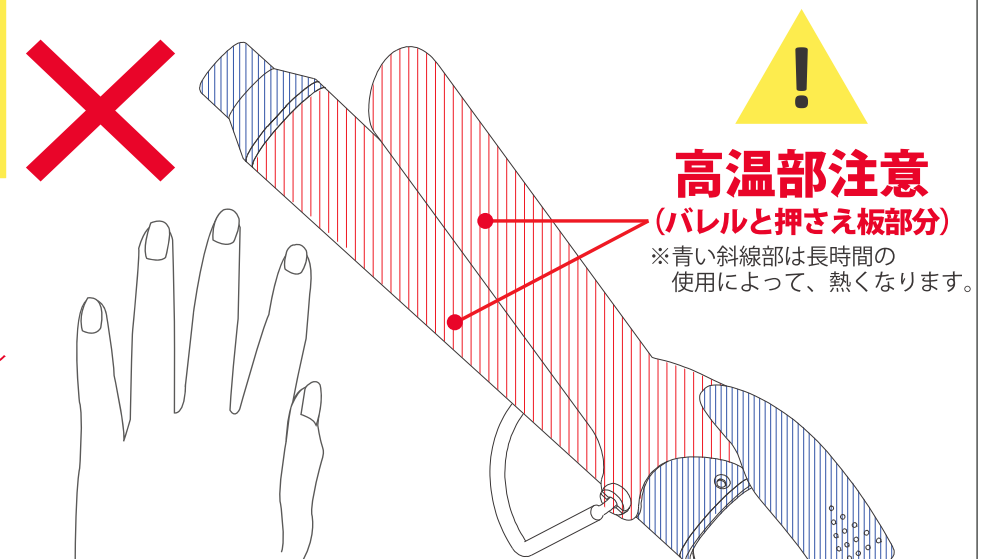 高温部注意
(バレルと押さえ板部分)
※青い斜線部は長時間の
使用によって、熱くなります。